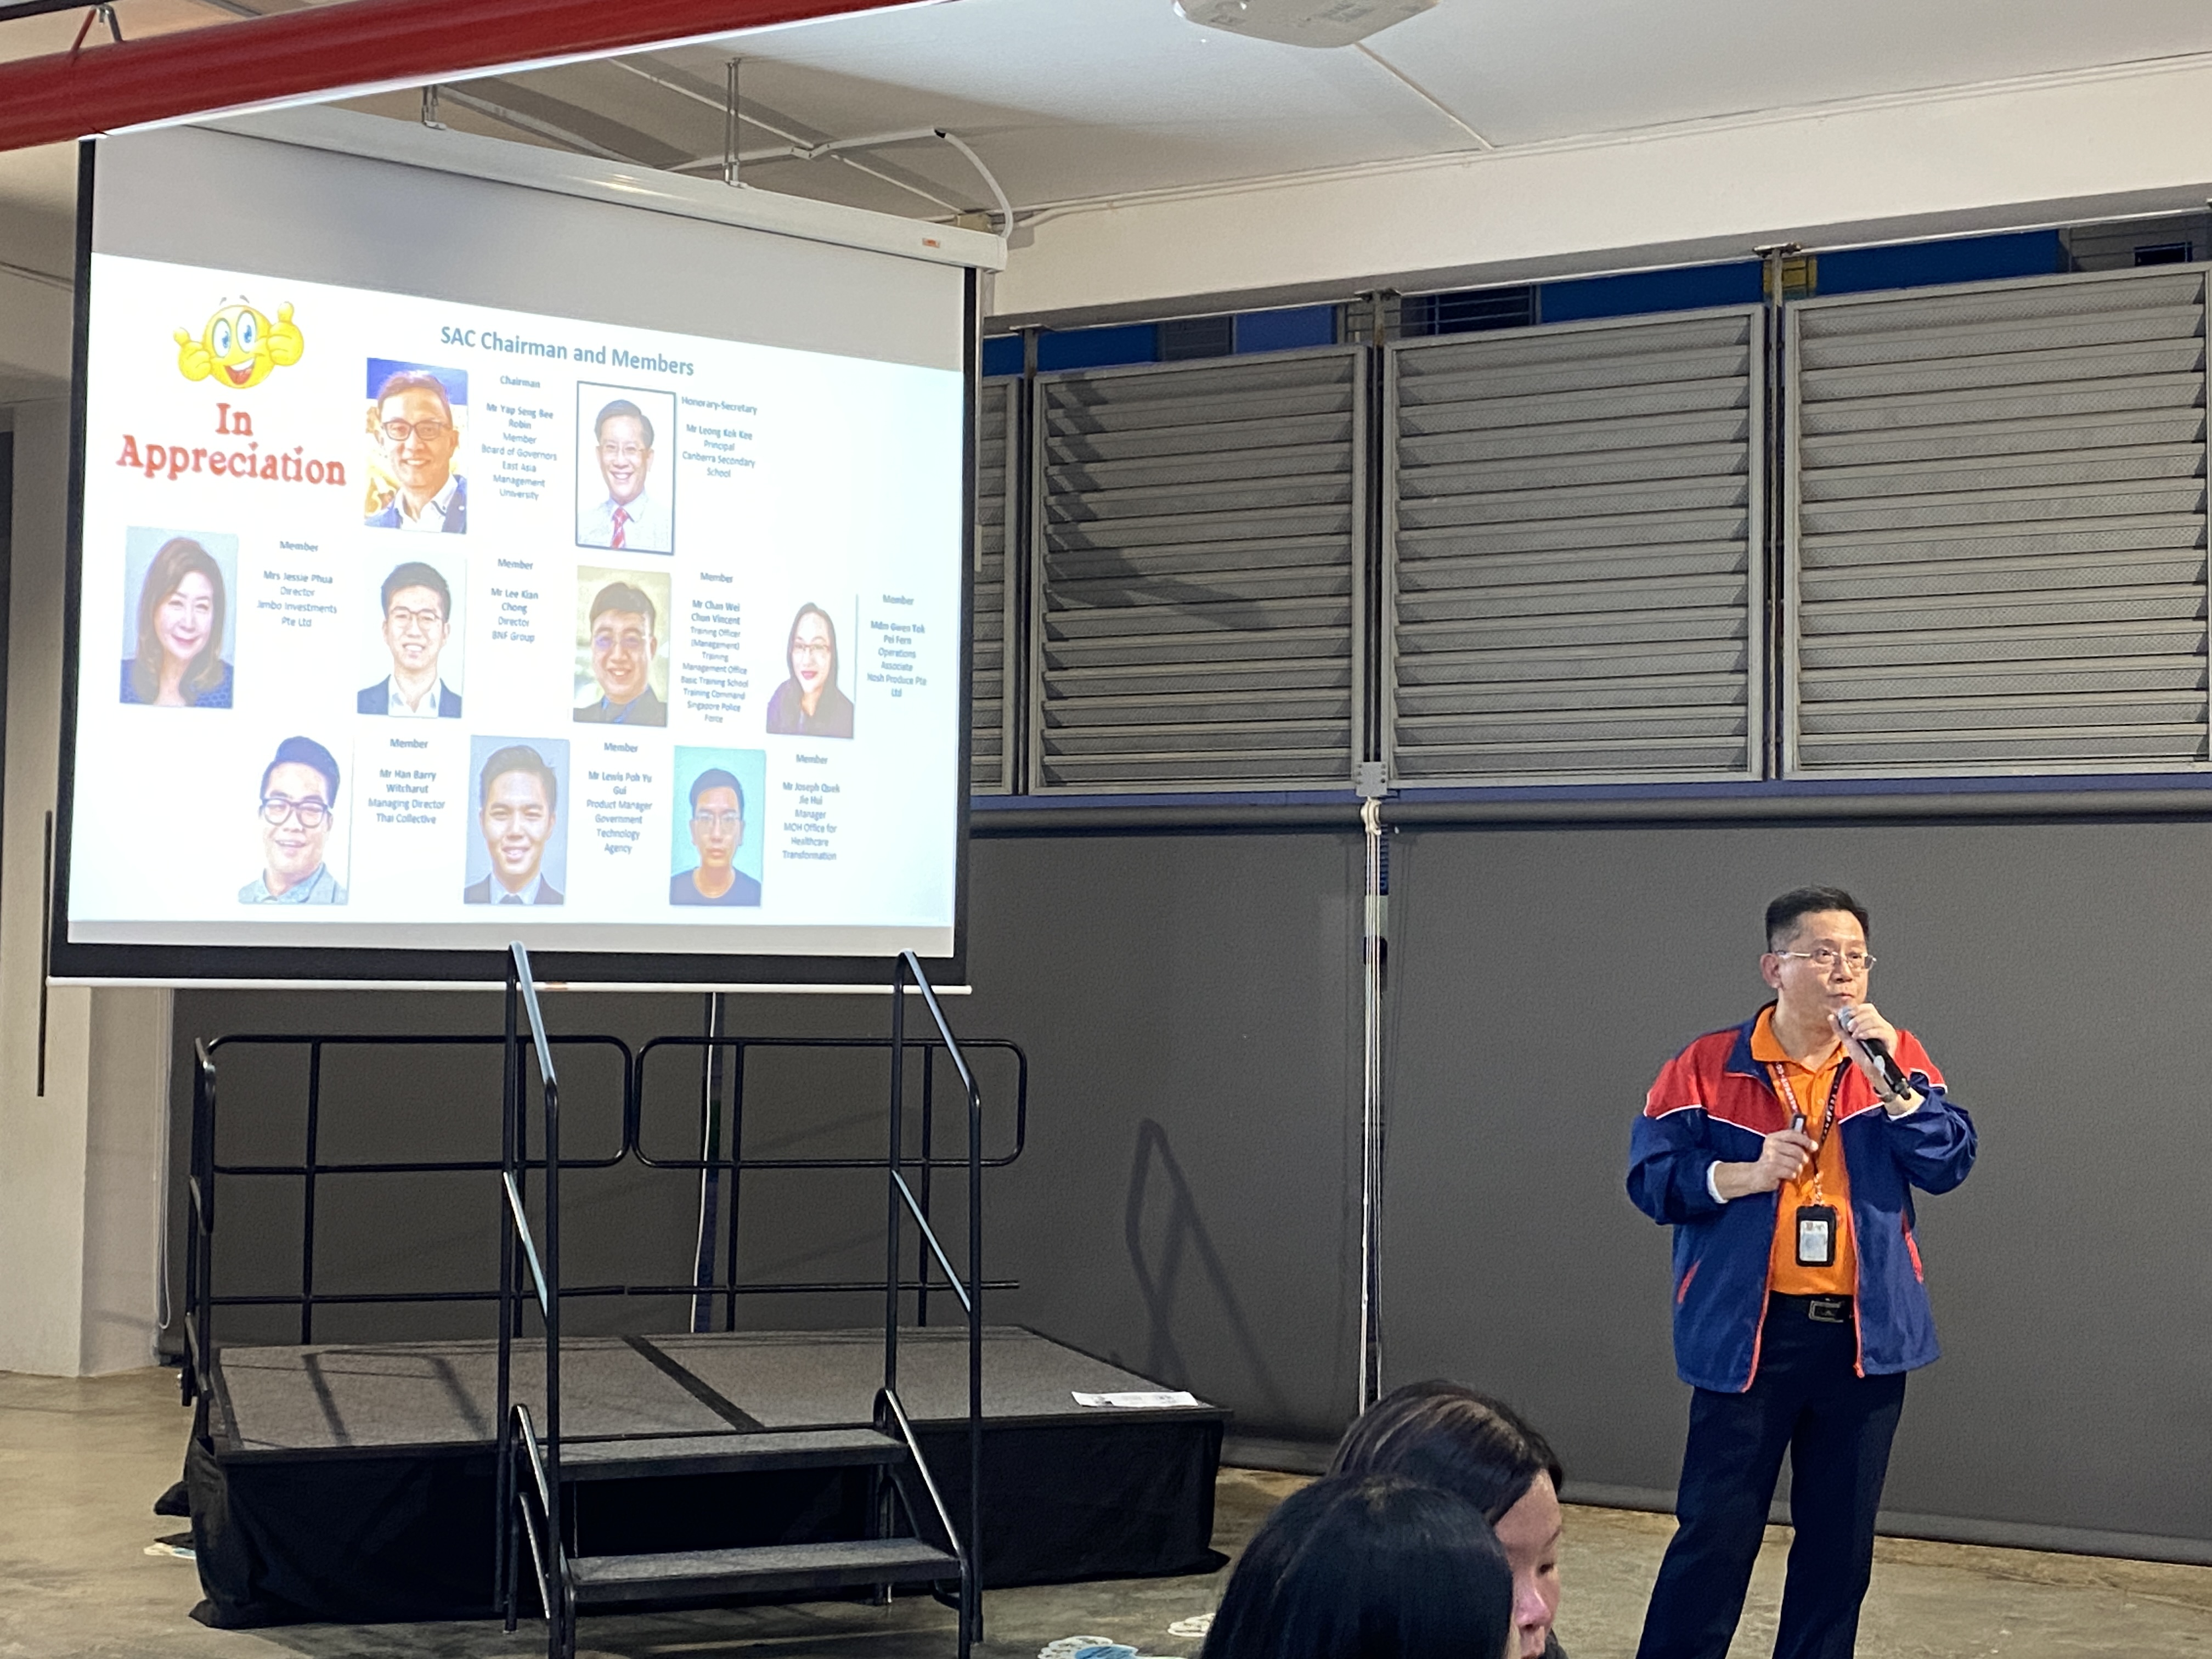 SAC Chairman and Members
In
Appreciation
Chairman
Mr Yap Seng Bee
Robin
Member
Board of Governors
East Asia
Management
University
Honorary-Secretary
Mr Leong Kok Kee
Principal
Canberra Secondary
School
Member
Mrs Jessie Phua
Director
Jimbo Investments
Pte Ltd
Member
Mr Lee Kian
Chong
Director
BNF Group
Member
Mr Chan Wei
Chun Vincent
Training Officer
(Management)
Training
Management Office
Basic Training School
Training Command
Singapore Police
Force
Member
Mdm Gwen Yok
Pei Fern
Operations
Associate
Kosh Produce Pte
Ltd
Member
Mr Han Barry
Witcharut
Managing Director
Thai Collective
Member
Mr Lewis Poh Yu
Gui
Product Manager
Government
Technology
Agency
Member
Mr Joseph Quek
Jie Hui
Manager
MOH Office for
Healthcare
Transformation